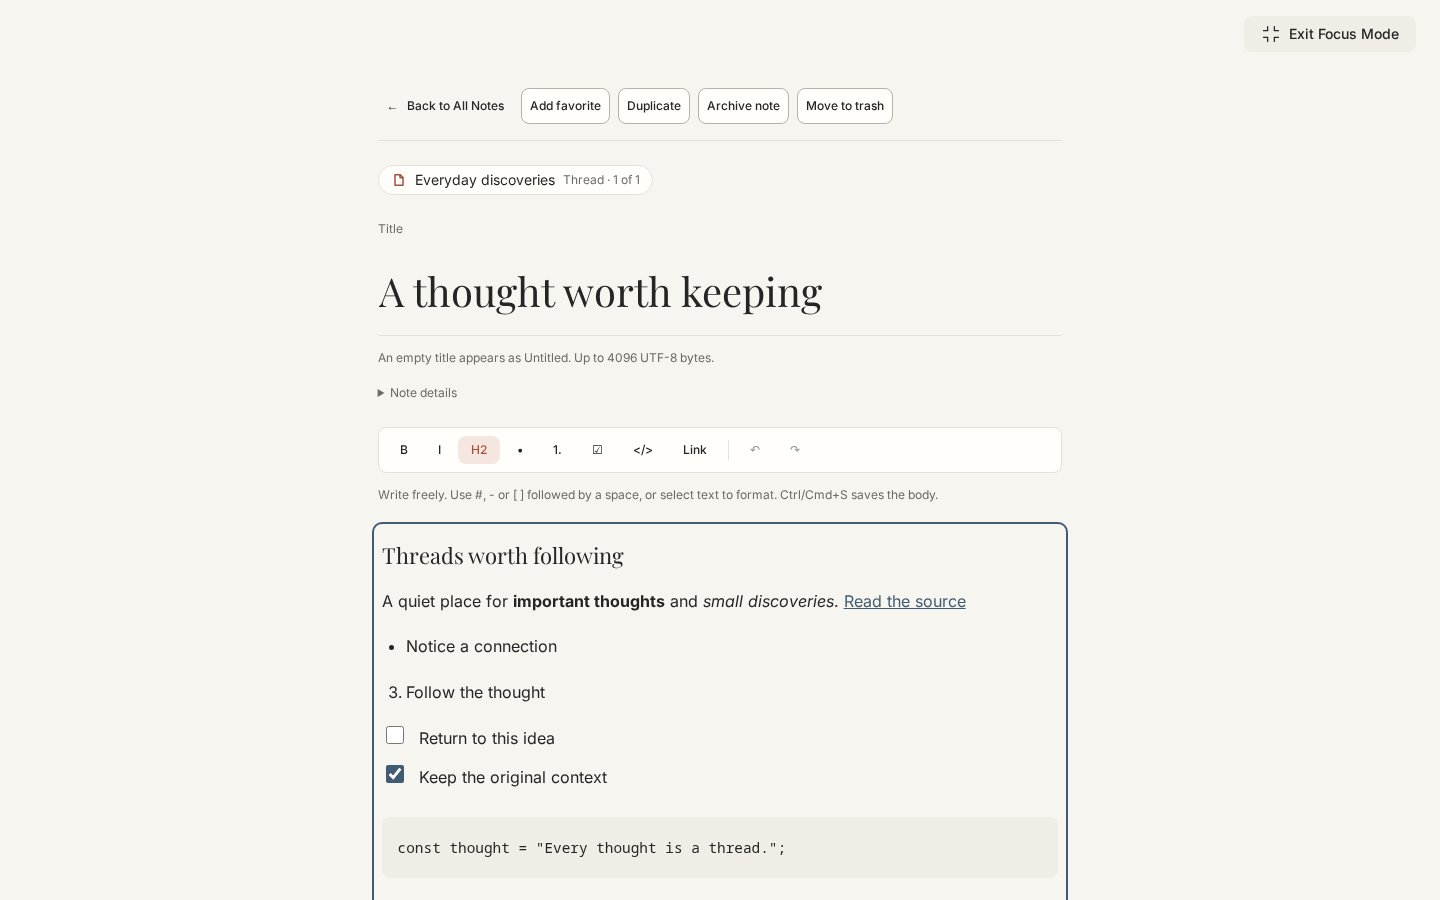 Exit Focus Mode
← Back to All Notes Add favorite Duplicate Archive note Move to trash
Everyday discoveries Thread · 1 of 1
Title
A thought worth keeping
An empty title appears as Untitled. Up to 4096 UTF-8 bytes.
▶ Note details
B I H2 • 1. ☑ </> Link ↶ ↷
Write freely. Use #, - or [ ] followed by a space, or select text to format. Ctrl/Cmd+S saves the body.
Threads worth following
A quiet place for important thoughts and small discoveries. Read the source
• Notice a connection
3. Follow the thought
Return to this idea
Keep the original context
const thought = "Every thought is a thread.";